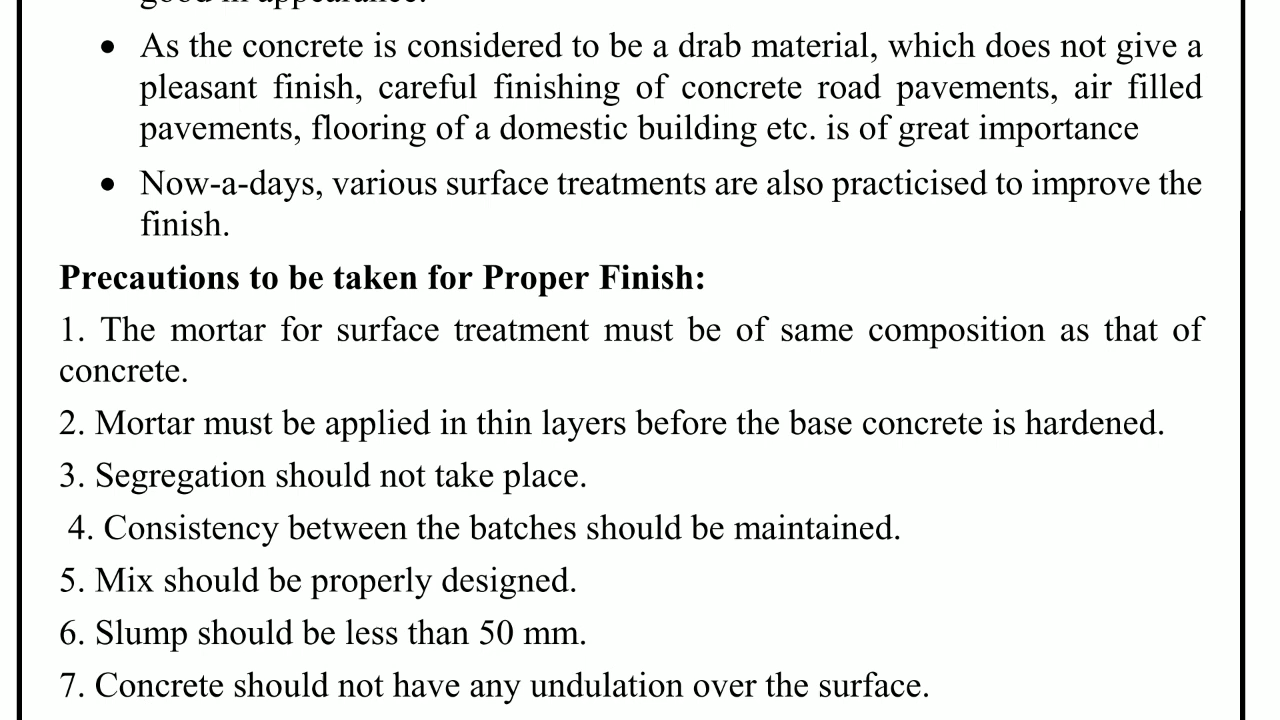 good in appearance.
• As the concrete is considered to be a drab material, which does not give a
pleasant finish, careful finishing of concrete road pavements, air filled
pavements, flooring of a domestic building etc. is of great importance
• Now-a-days, various surface treatments are also practicised to improve the
finish.
Precautions to be taken for Proper Finish:
1. The mortar for surface treatment must be of same composition as that of
concrete.
2. Mortar must be applied in thin layers before the base concrete is hardened.
3. Segregation should not take place.
4. Consistency between the batches should be maintained.
5. Mix should be properly designed.
6. Slump should be less than 50 mm.
7. Concrete should not have any undulation over the surface.